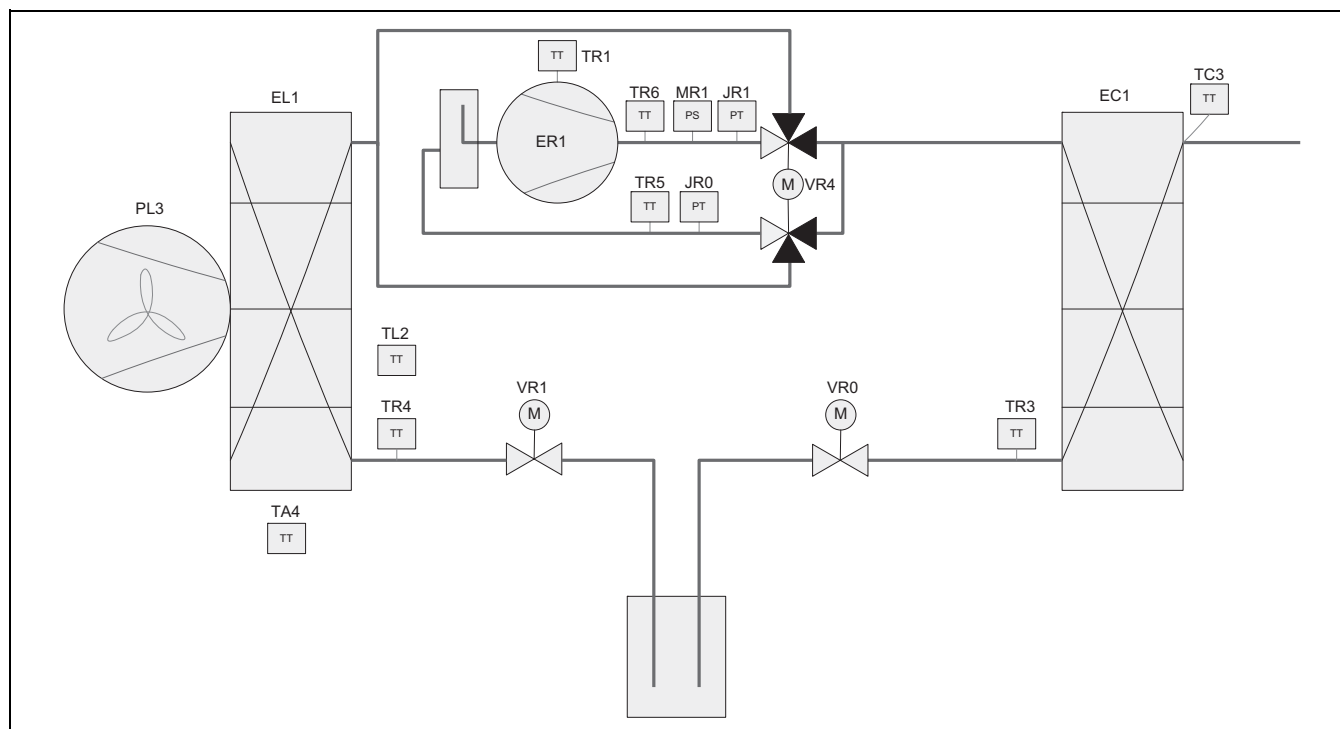 TT TR1
TR6 MR1 JR1
TT PS PT
TC3
TT
EL1
EC1
ER1
M VR4
TR5 JR0
TT PT
PL3
TL2
TT
VR1
M
VR0
M
TR4
TT
TR3
TT
TA4
TT